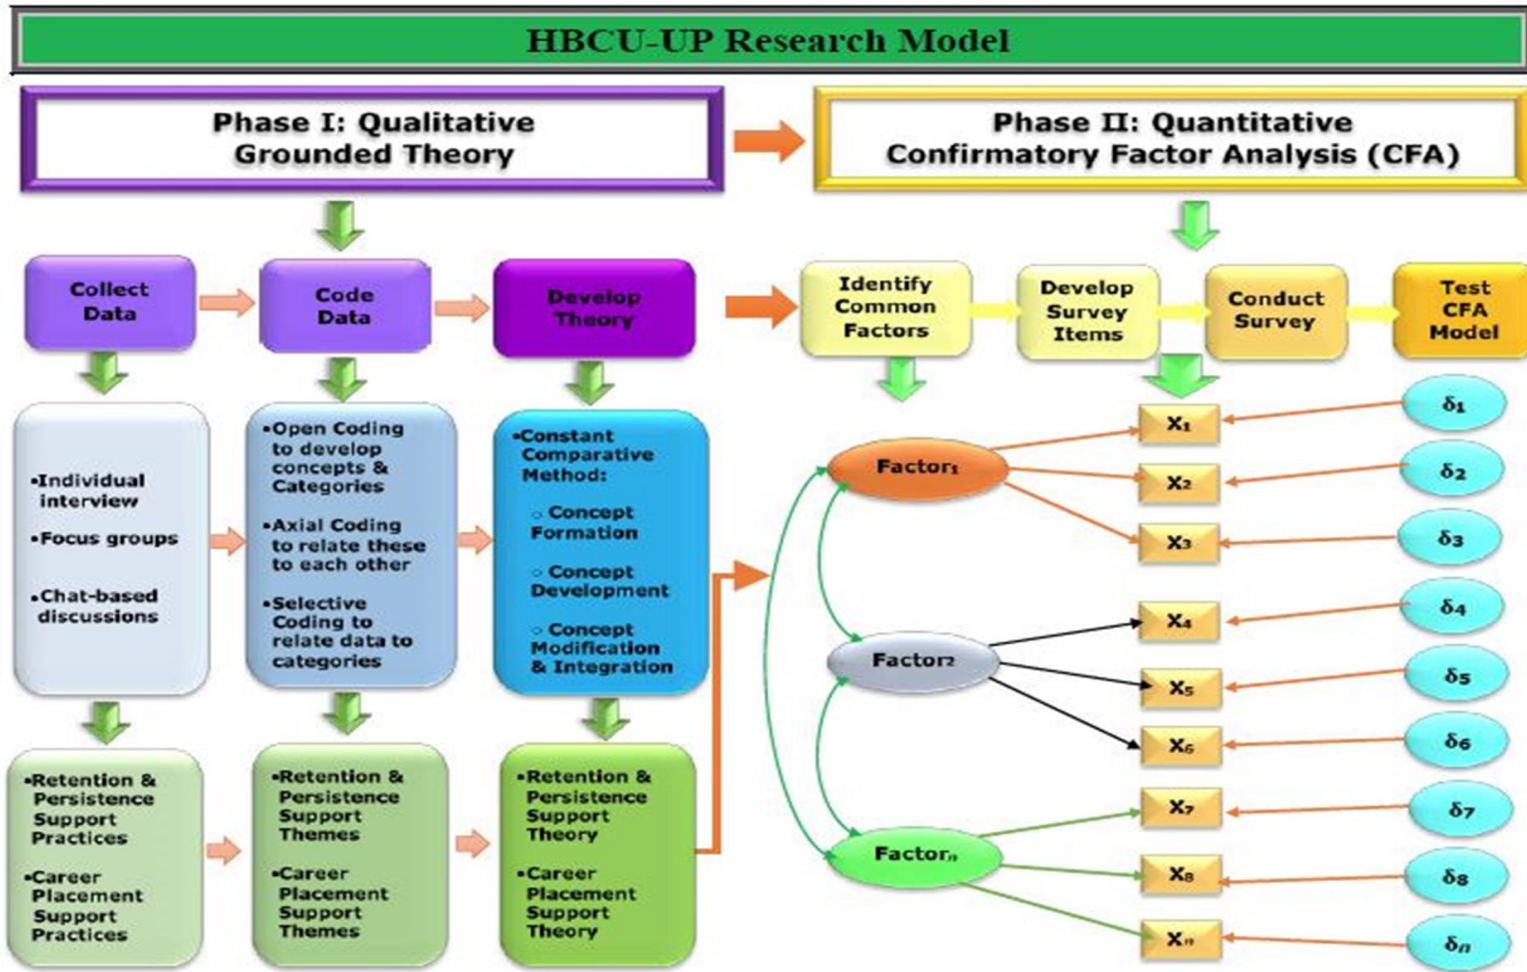 HBCU-UP Research Model
Phase I: Qualitative
Grounded Theory
Phase II: Quantitative
Confirmatory Factor Analysis (CFA)
Collect
Data
Code
Data
Develop
Theory
Identify
Common
Factors
Develop
Survey
Items
Conduct
Survey
Test
CFA
Model
•Individual
interview
•Focus groups
•Chat-based
discussions
•Open Coding
to develop
concepts &
Categories
•Axial Coding
to relate these
to each other
•Selective
Coding to
relate data to
categories
•Constant
Comparative
Method:
○ Concept
Formation
○ Concept
Development
○ Concept
Modification
& Integration
•Retention &
Persistence
Support
Practices
•Career
Placement
Support
Practices
•Retention &
Persistence
Support
Themes
•Career
Placement
Support
Themes
•Retention &
Persistence
Support
Theory
•Career
Placement
Support
Theory
Factor₁
Factor₂
Factorₙ
X₁
X₂
X₃
X₄
X₅
X₆
X₇
X₈
Xₙ
δ₁
δ₂
δ₃
δ₄
δ₅
δ₆
δ₇
δ₈
δₙ